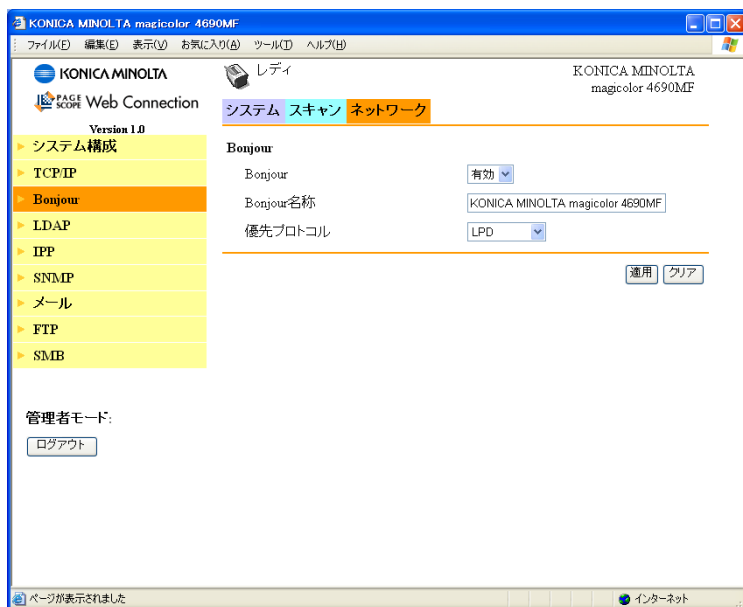 KONICA MINOLTA magicolor 4690MF
ファイル(F) 編集(E) 表示(V) お気に入り(A) ツール(T) ヘルプ(H)
KONICA MINOLTA
PAGE SCOPE Web Connection
Version 1.0
レディ
KONICA MINOLTA
magicolor 4690MF
システム スキャン ネットワーク
システム構成
TCP/IP
Bonjour
LDAP
IPP
SNMP
メール
FTP
SMB
管理者モード:
ログアウト
Bonjour
Bonjour 有効
Bonjour名称 KONICA MINOLTA magicolor 4690MF
優先プロトコル LPD
適用 クリア
ページが表示されました インターネット